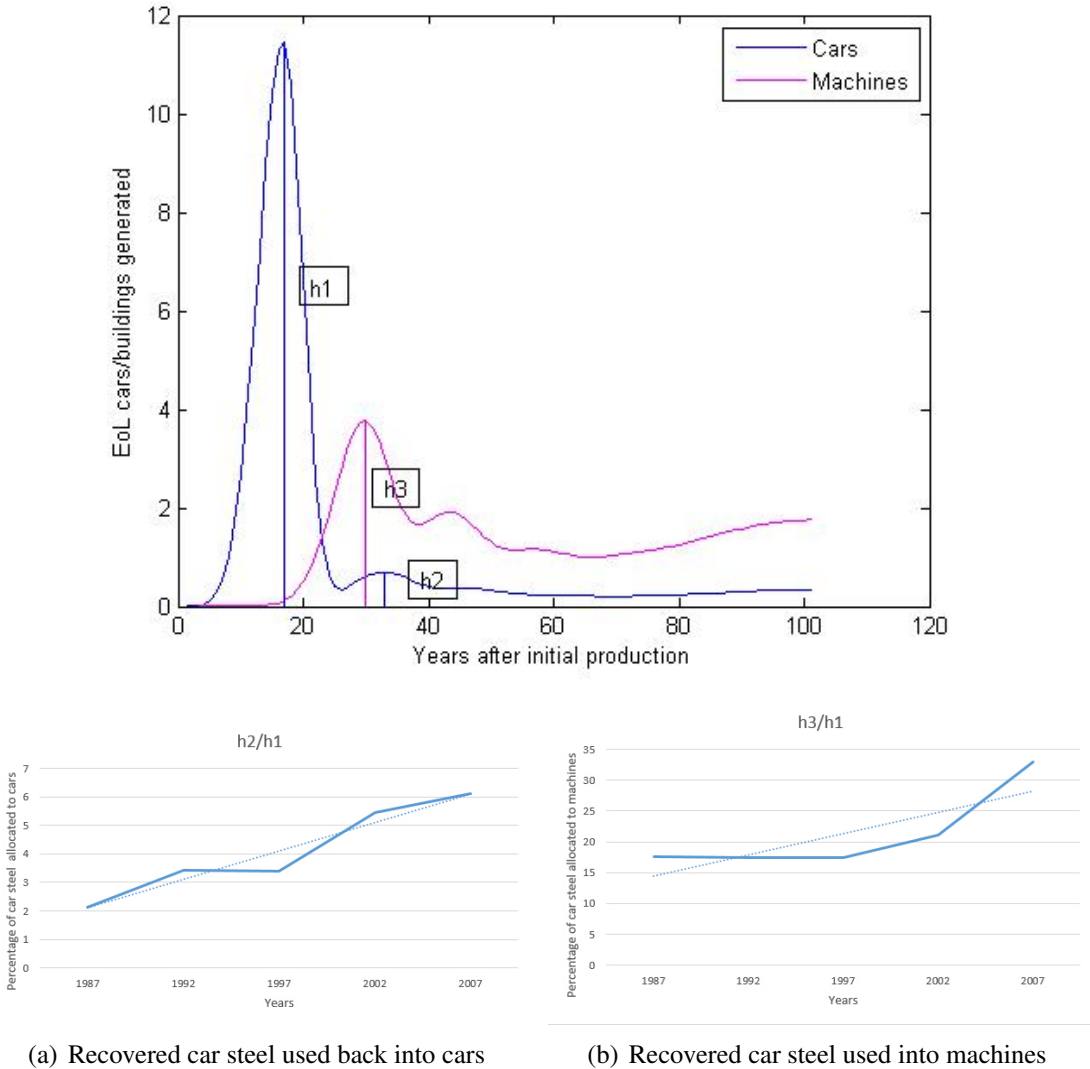 12
10
8
6
4
2
0
EoL cars/buildings generated
Cars
Machines
h1
h3
h2
0 20 40 60 80 100 120
Years after initial production
h2/h1
7
6
5
4
3
2
1
0
Percentage of car steel allocated to cars
1987 1992 1997 2002 2007
Years
(a) Recovered car steel used back into cars
h3/h1
35
30
25
20
15
10
5
0
Percentage of car steel allocated to machines
1987 1992 1997 2002 2007
Years
(b) Recovered car steel used into machines